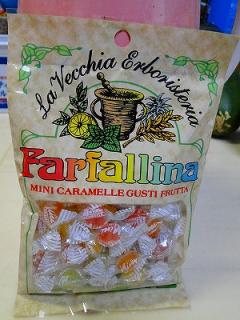 La Vecchia Erboristeria
Farfallina
MINI CARAMELLE GUSTI FRUTTA